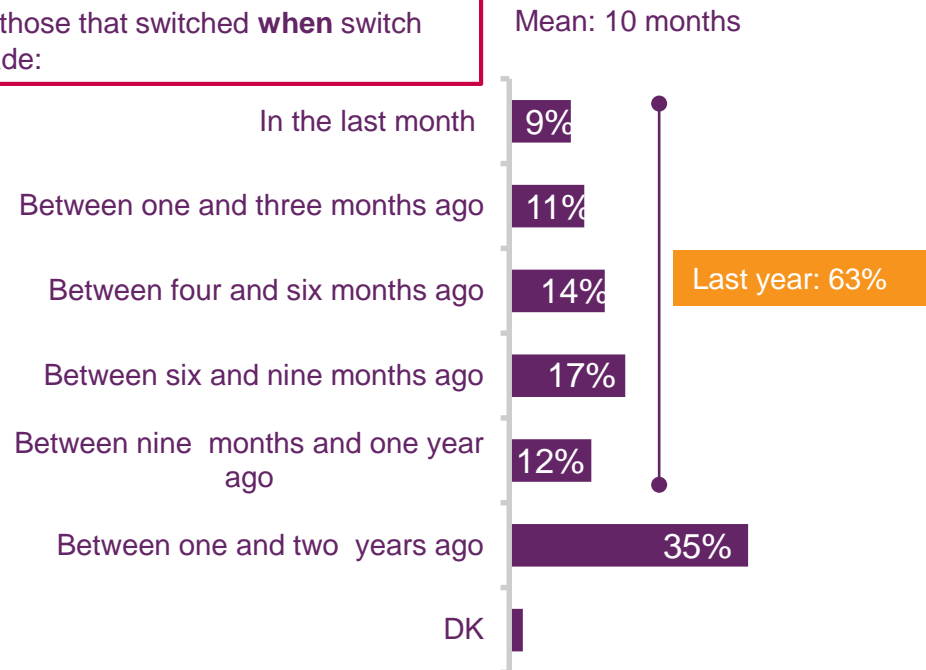 those that switched when switch
Mean: 10 months
In the last month 9%
Between one and three months ago 11%
Between four and six months ago 14%
Last year: 63%
Between six and nine months ago 17%
Between nine  months and one year
ago
12%
Between one and two  years ago 35%
DK